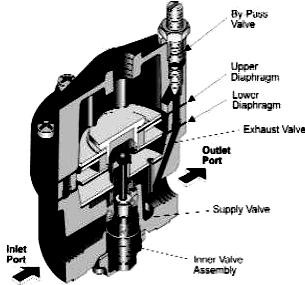 By Pass
Valve
Upper
Diaphragm
Lower
Diaphragm
Exhaust Valve
Outlet
Port
Supply Valve
Inlet
Port
Inner Valve
Assembly